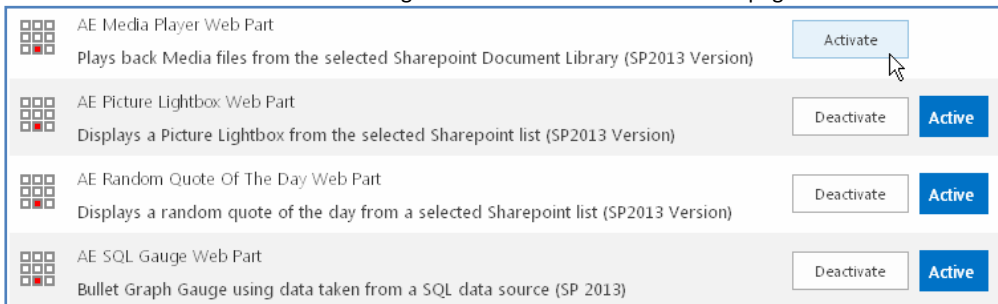 AE Media Player Web Part
Activate
Plays back Media files from the selected Sharepoint Document Library (SP2013 Version)
AE Picture Lightbox Web Part
Deactivate Active
Displays a Picture Lightbox from the selected Sharepoint list (SP2013 Version)
AE Random Quote Of The Day Web Part
Deactivate Active
Displays a random quote of the day from a selected Sharepoint list (SP2013 Version)
AE SQL Gauge Web Part
Deactivate Active
Bullet Graph Gauge using data taken from a SQL data source (SP 2013)